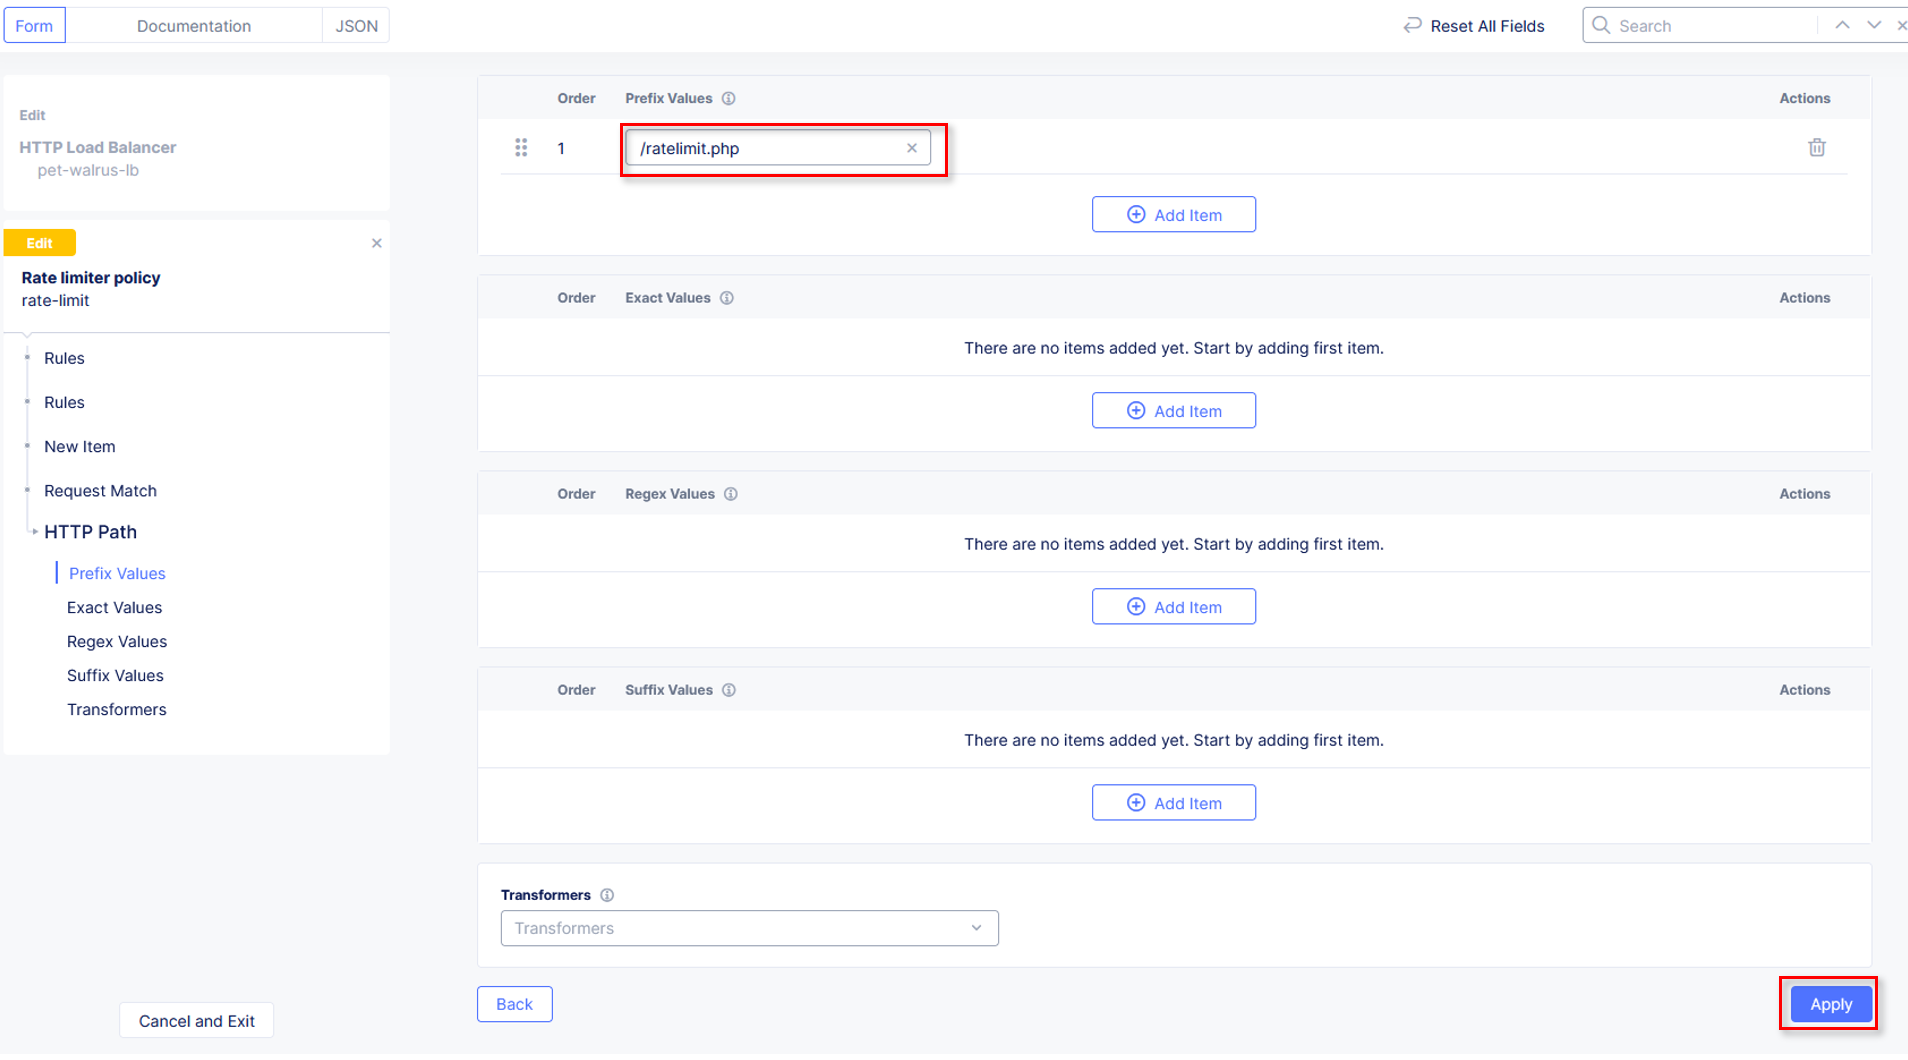 Form
Documentation
JSON
Reset All Fields
Search
Edit
HTTP Load Balancer
pet-walrus-lb
Edit
Rate limiter policy
rate-limit
Rules
Rules
New Item
Request Match
HTTP Path
Prefix Values
Exact Values
Regex Values
Suffix Values
Transformers
Cancel and Exit
Order Prefix Values Actions
1 /ratelimit.php
Add Item
Order Exact Values Actions
There are no items added yet. Start by adding first item.
Add Item
Order Regex Values Actions
There are no items added yet. Start by adding first item.
Add Item
Order Suffix Values Actions
There are no items added yet. Start by adding first item.
Add Item
Transformers
Transformers
Back
Apply